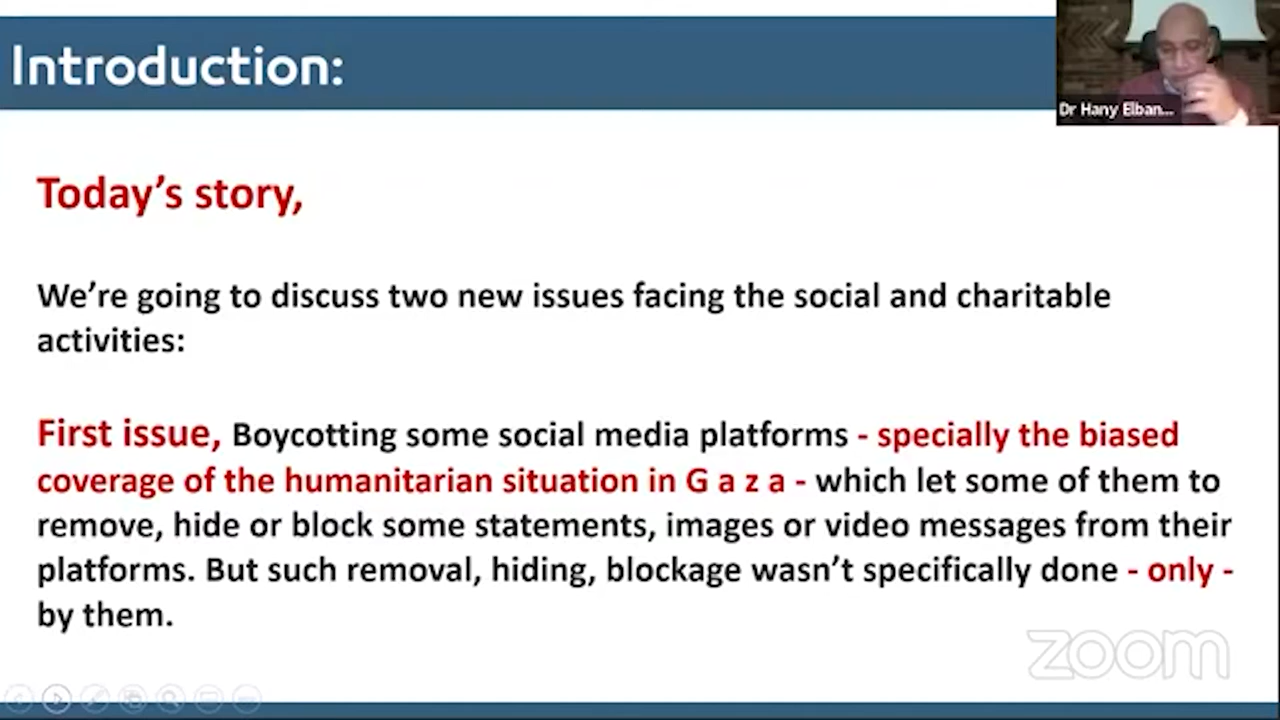 Introduction:
Dr Hany Elban...
Today's story,
We're going to discuss two new issues facing the social and charitable
activities:
First issue, Boycotting some social media platforms - specially the biased
coverage of the humanitarian situation in G a z a - which let some of them to
remove, hide or block some statements, images or video messages from their
platforms. But such removal, hiding, blockage wasn't specifically done - only -
by them.
zoom